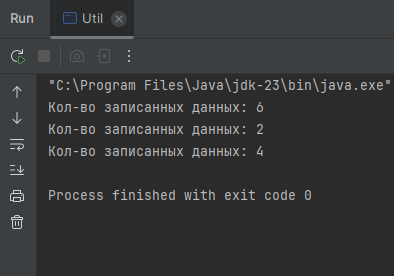 Run Util
"C:\Program Files\Java\jdk-23\bin\java.exe"
Кол-во записанных данных: 6
Кол-во записанных данных: 2
Кол-во записанных данных: 4
Process finished with exit code 0